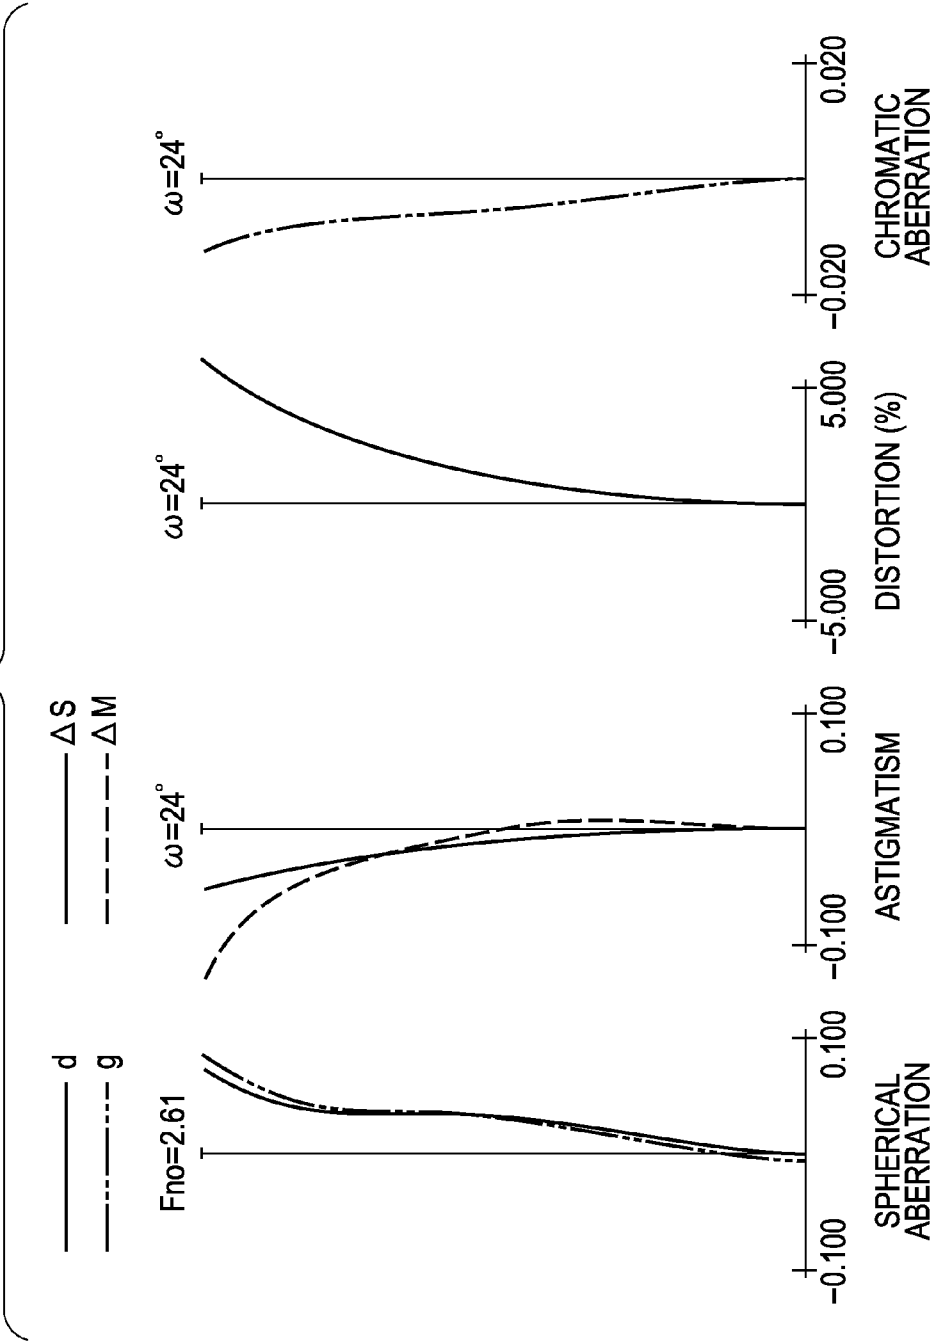 d
g
Fno=2.61
0.100
−0.100
SPHERICAL
ABERRATION
ΔS
ΔM
ω=24°
0.100
−0.100
ASTIGMATISM
ω=24°
5.000
−5.000
DISTORTION (%)
ω=24°
0.020
−0.020
CHROMATIC
ABERRATION